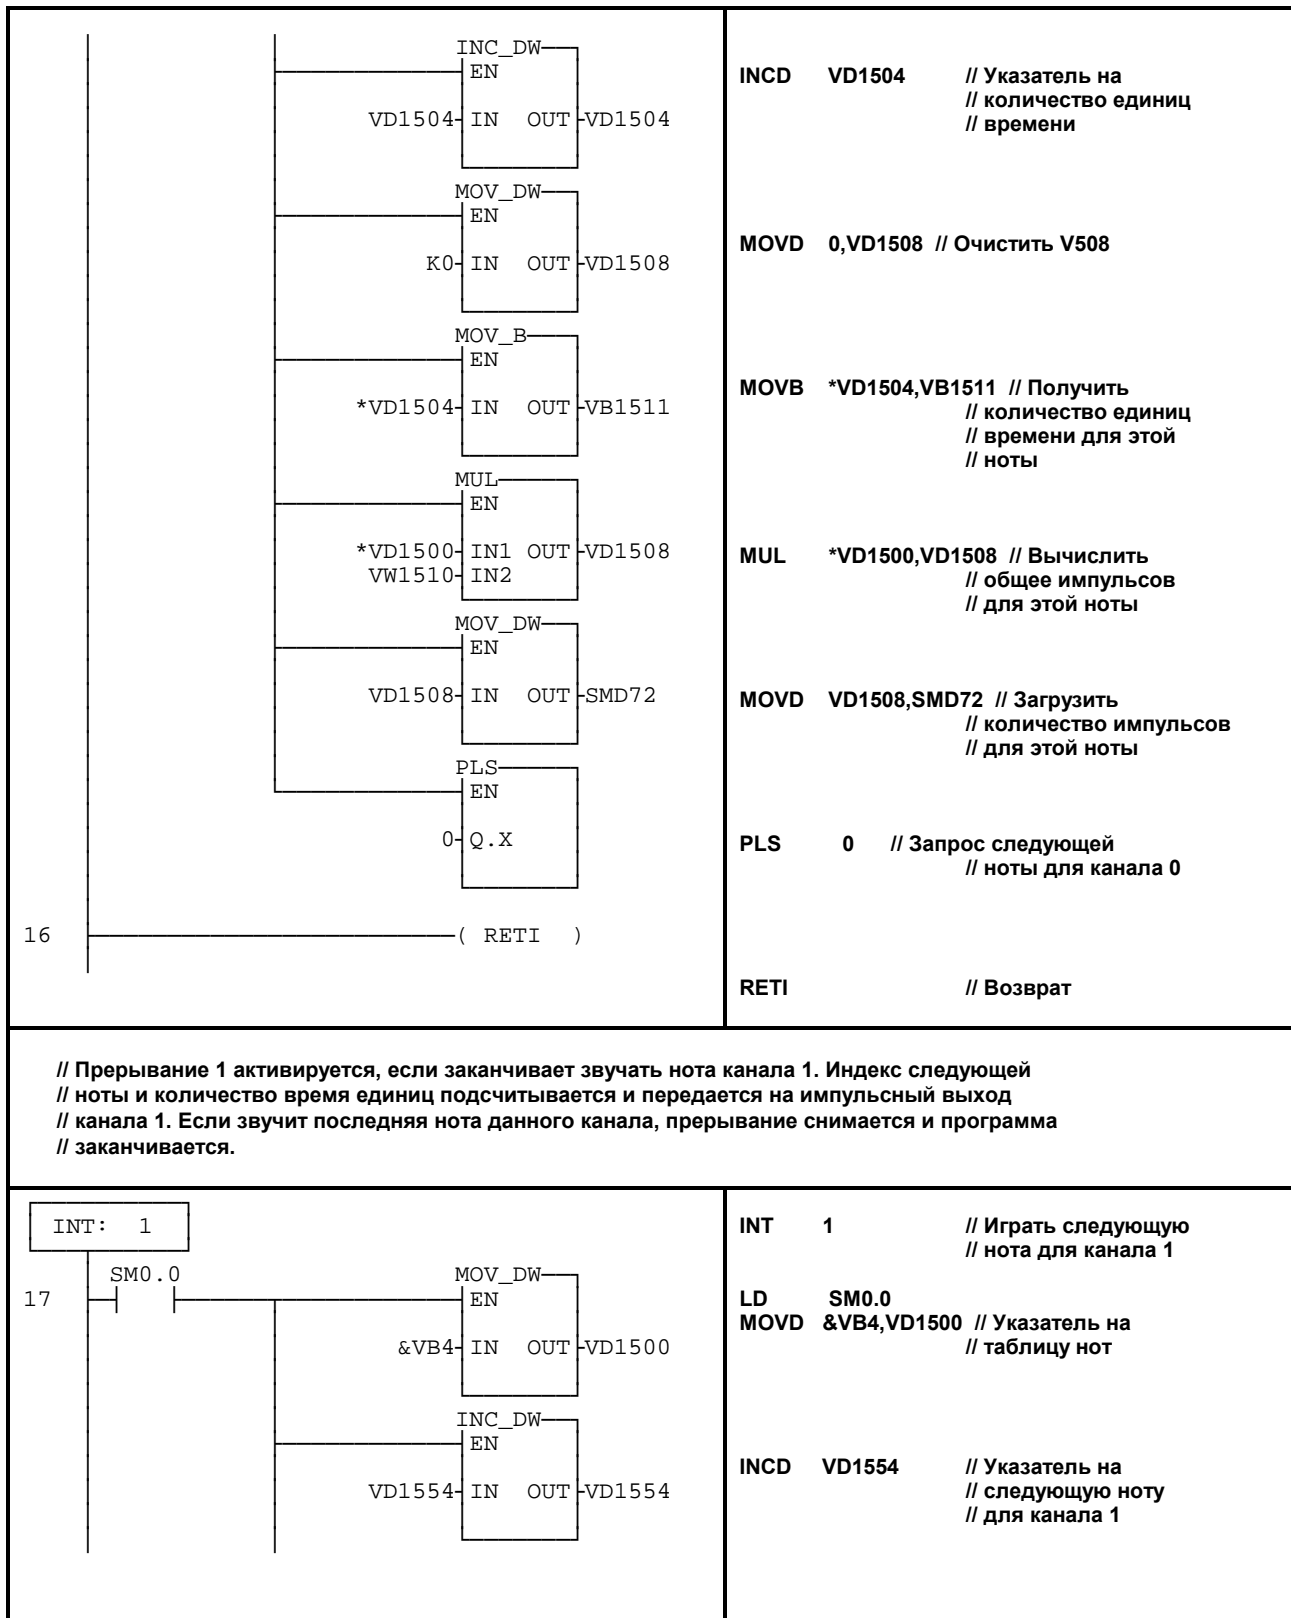 INC_DW
EN
VD1504 IN OUT VD1504
MOV_DW
EN
K0 IN OUT VD1508
MOV_B
EN
*VD1504 IN OUT VB1511
MUL
EN
*VD1500 IN1 OUT VD1508
VW1510 IN2
MOV_DW
EN
VD1508 IN OUT SMD72
PLS
EN
0 Q.X
16 ( RETI )
INCD VD1504 // Указатель на
// количество единиц
// времени
MOVD 0,VD1508 // Очистить V508
MOVB *VD1504,VB1511 // Получить
// количество единиц
// времени для этой
// ноты
MUL *VD1500,VD1508 // Вычислить
// общее импульсов
// для этой ноты
MOVD VD1508,SMD72 // Загрузить
// количество импульсов
// для этой ноты
PLS 0 // Запрос следующей
// ноты для канала 0
RETI // Возврат
// Прерывание 1 активируется, если заканчивает звучать нота канала 1. Индекс следующей
// ноты и количество время единиц подсчитывается и передается на импульсный выход
// канала 1. Если звучит последняя нота данного канала, прерывание снимается и программа
// заканчивается.
INT: 1
SM0.0 MOV_DW
17 EN
&VB4 IN OUT VD1500
INC_DW
EN
VD1554 IN OUT VD1554
INT 1 // Играть следующую
// нота для канала 1
LD SM0.0
MOVD &VB4,VD1500 // Указатель на
// таблицу нот
INCD VD1554 // Указатель на
// следующую ноту
// для канала 1